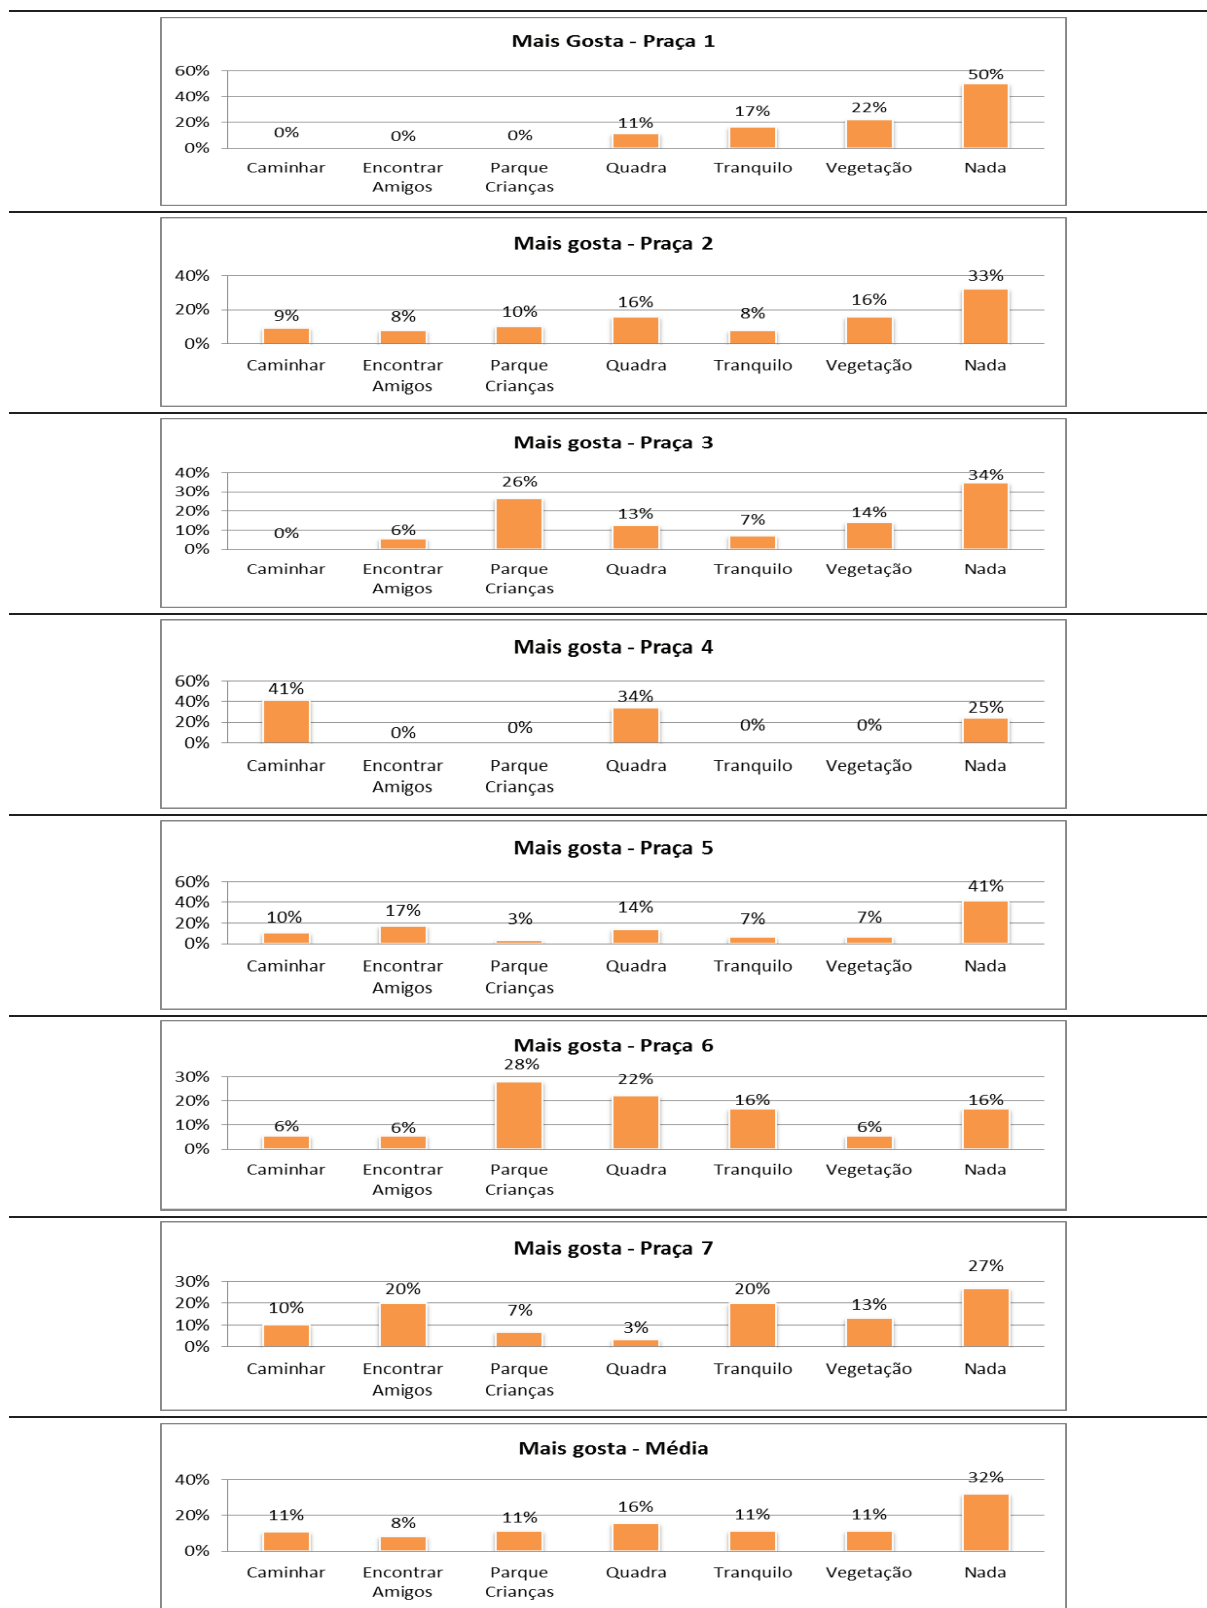 Mais Gosta - Praça 1
60%
40%
20%
0%
0% 0% 0% 11% 17% 22% 50%
Caminhar Encontrar Parque Quadra Tranquilo Vegetação Nada
Amigos Crianças
Mais gosta - Praça 2
40%
20%
0%
9% 8% 10% 16% 8% 16% 33%
Caminhar Encontrar Parque Quadra Tranquilo Vegetação Nada
Amigos Crianças
Mais gosta - Praça 3
40%
30%
20%
10%
0%
0% 6% 26% 13% 7% 14% 34%
Caminhar Encontrar Parque Quadra Tranquilo Vegetação Nada
Amigos Crianças
Mais gosta - Praça 4
60%
40%
20%
0%
41% 0% 0% 34% 0% 0% 25%
Caminhar Encontrar Parque Quadra Tranquilo Vegetação Nada
Amigos Crianças
Mais gosta - Praça 5
60%
40%
20%
0%
10% 17% 3% 14% 7% 7% 41%
Caminhar Encontrar Parque Quadra Tranquilo Vegetação Nada
Amigos Crianças
Mais gosta - Praça 6
30%
20%
10%
0%
6% 6% 28% 22% 16% 6% 16%
Caminhar Encontrar Parque Quadra Tranquilo Vegetação Nada
Amigos Crianças
Mais gosta - Praça 7
30%
20%
10%
0%
10% 20% 7% 3% 20% 13% 27%
Caminhar Encontrar Parque Quadra Tranquilo Vegetação Nada
Amigos Crianças
Mais gosta - Média
40%
20%
0%
11% 8% 11% 16% 11% 11% 32%
Caminhar Encontrar Parque Quadra Tranquilo Vegetação Nada
Amigos Crianças